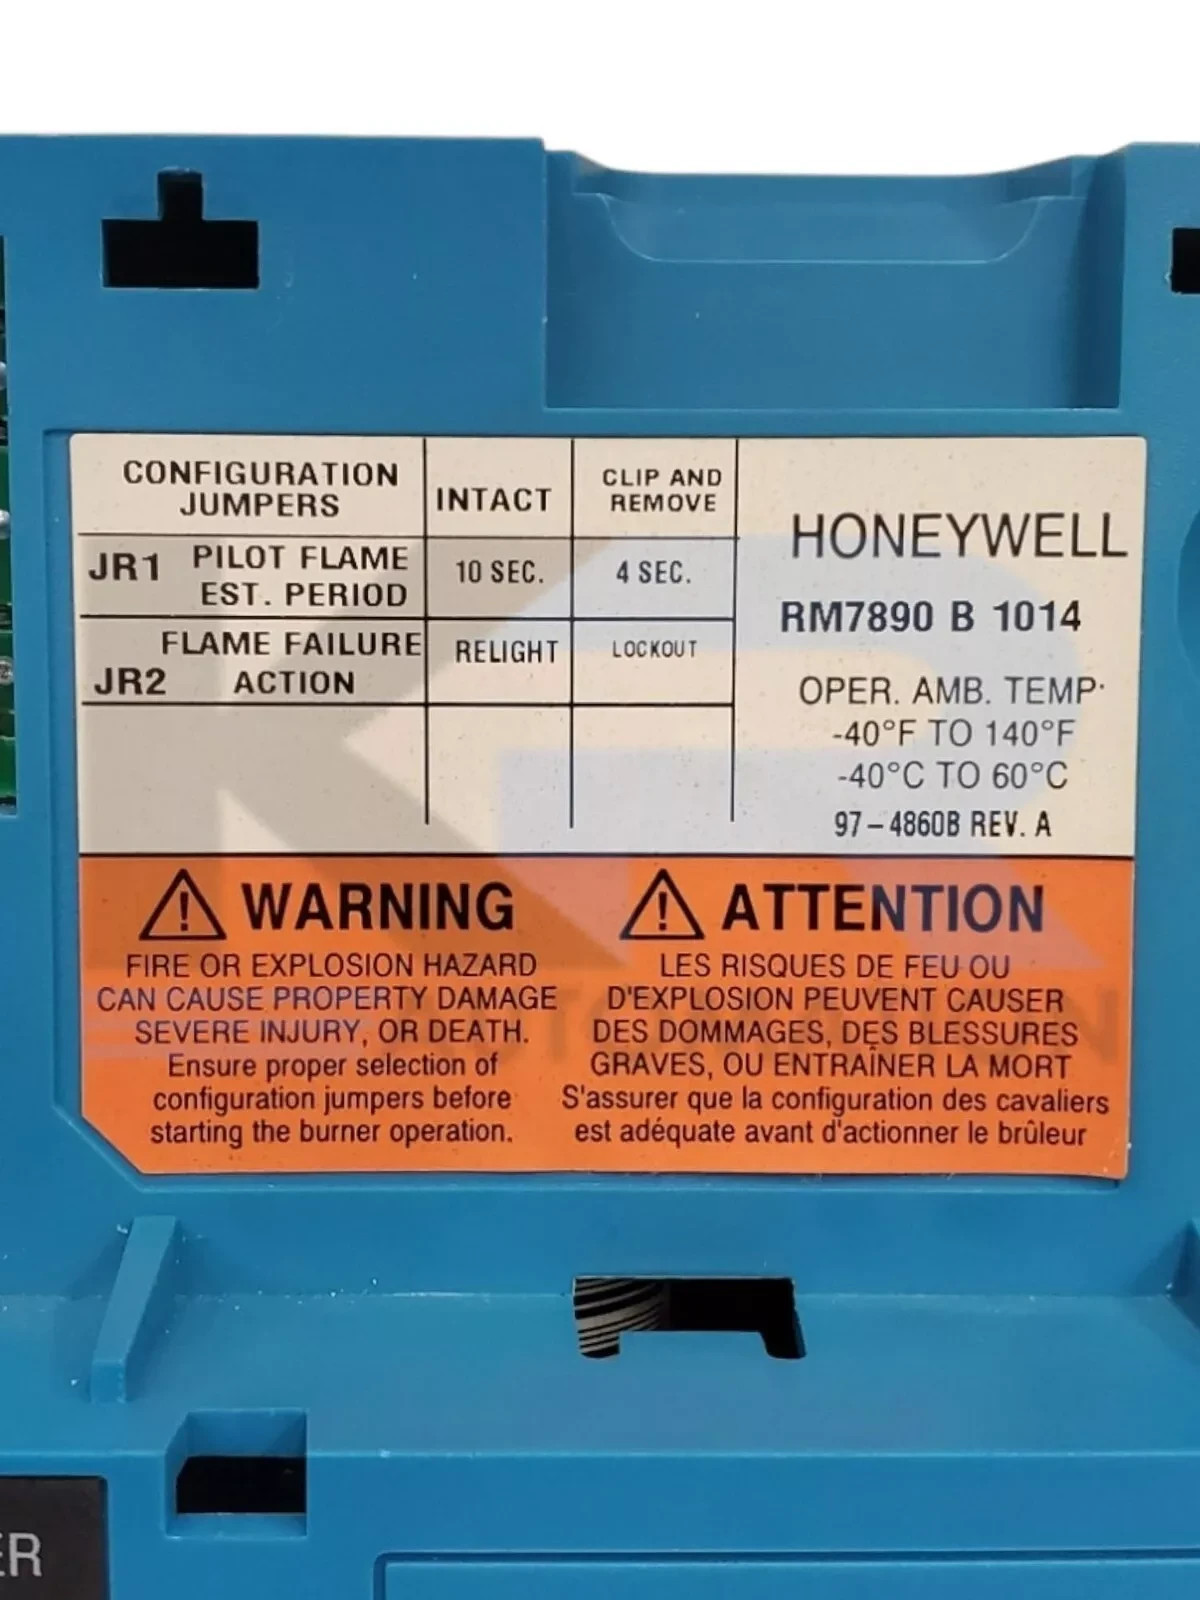 CONFIGURATION JUMPERS
INTACT
CLIP AND REMOVE
JR1 PILOT FLAME EST. PERIOD
10 SEC.
4 SEC.
JR2 FLAME FAILURE ACTION
RELIGHT
LOCKOUT
HONEYWELL
RM7890 B 1014
OPER. AMB. TEMP.
-40°F TO 140°F
-40°C TO 60°C
97-4860B REV. A
WARNING
FIRE OR EXPLOSION HAZARD
CAN CAUSE PROPERTY DAMAGE
SEVERE INJURY, OR DEATH.
Ensure proper selection of
configuration jumpers before
starting the burner operation.
ATTENTION
LES RISQUES DE FEU OU
D'EXPLOSION PEUVENT CAUSER
DES DOMMAGES, DES BLESSURES
GRAVES, OU ENTRAÎNER LA MORT
S'assurer que la configuration des cavaliers
est adéquate avant d'actionner le brûleur